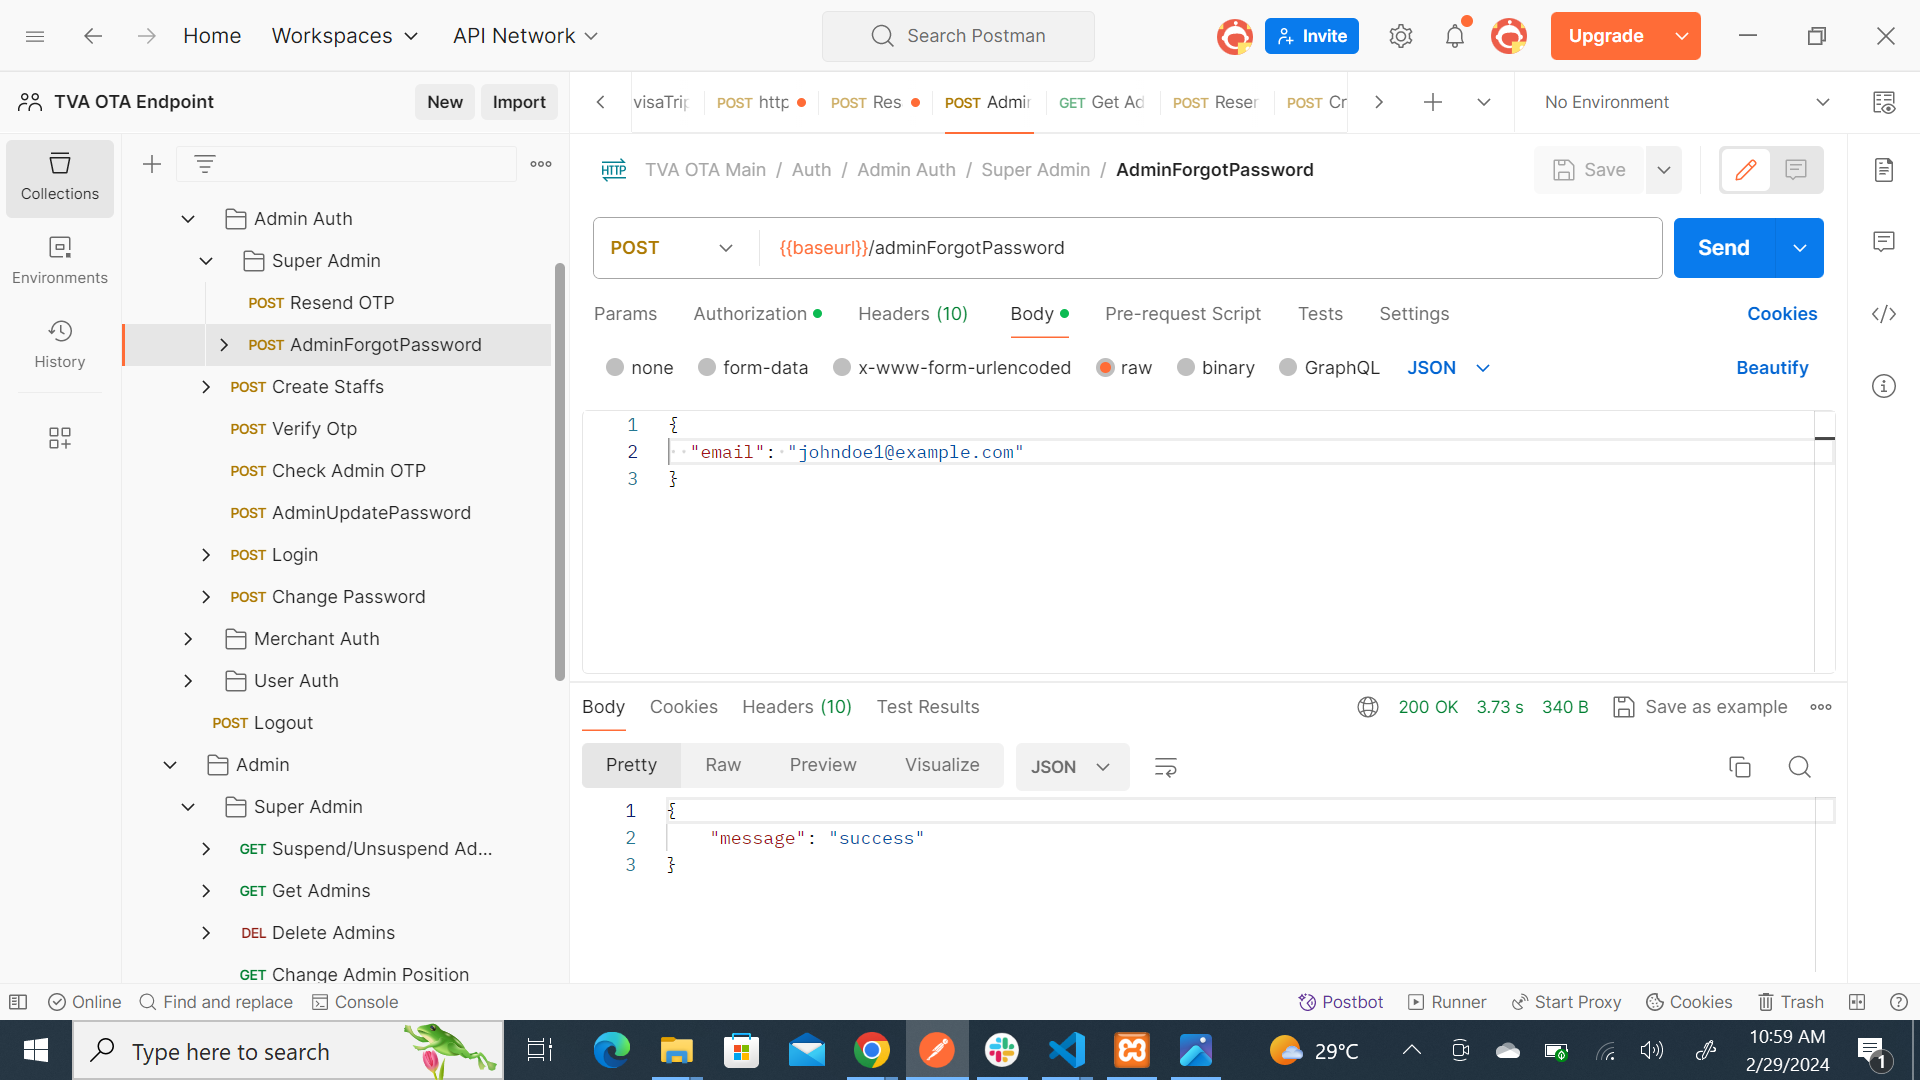 Home
Workspaces
API Network
Search Postman
Invite
Upgrade
TVA OTA Endpoint
New
Import
visaTrip
POST http
POST Res
POST Admin
GET Get Ad
POST Reser
POST Cr
No Environment
Collections
Environments
History
Admin Auth
Super Admin
POST Resend OTP
POST AdminForgotPassword
POST Create Staffs
POST Verify Otp
POST Check Admin OTP
POST AdminUpdatePassword
POST Login
POST Change Password
Merchant Auth
User Auth
POST Logout
Admin
Super Admin
GET Suspend/Unsuspend Ad...
GET Get Admins
DEL Delete Admins
GET Change Admin Position
HTTP TVA OTA Main / Auth / Admin Auth / Super Admin / AdminForgotPassword
Save
POST {{baseurl}}/adminForgotPassword
Send
Params Authorization Headers (10) Body Pre-request Script Tests Settings Cookies
none form-data x-www-form-urlencoded raw binary GraphQL JSON Beautify
1 {
2 "email": "johndoe1@example.com"
3 }
Body Cookies Headers (10) Test Results 200 OK 3.73 s 340 B Save as example
Pretty Raw Preview Visualize JSON
1 {
2 "message": "success"
3 }
Online Find and replace Console Postbot Runner Start Proxy Cookies Trash
Type here to search
29°C
10:59 AM
2/29/2024
1